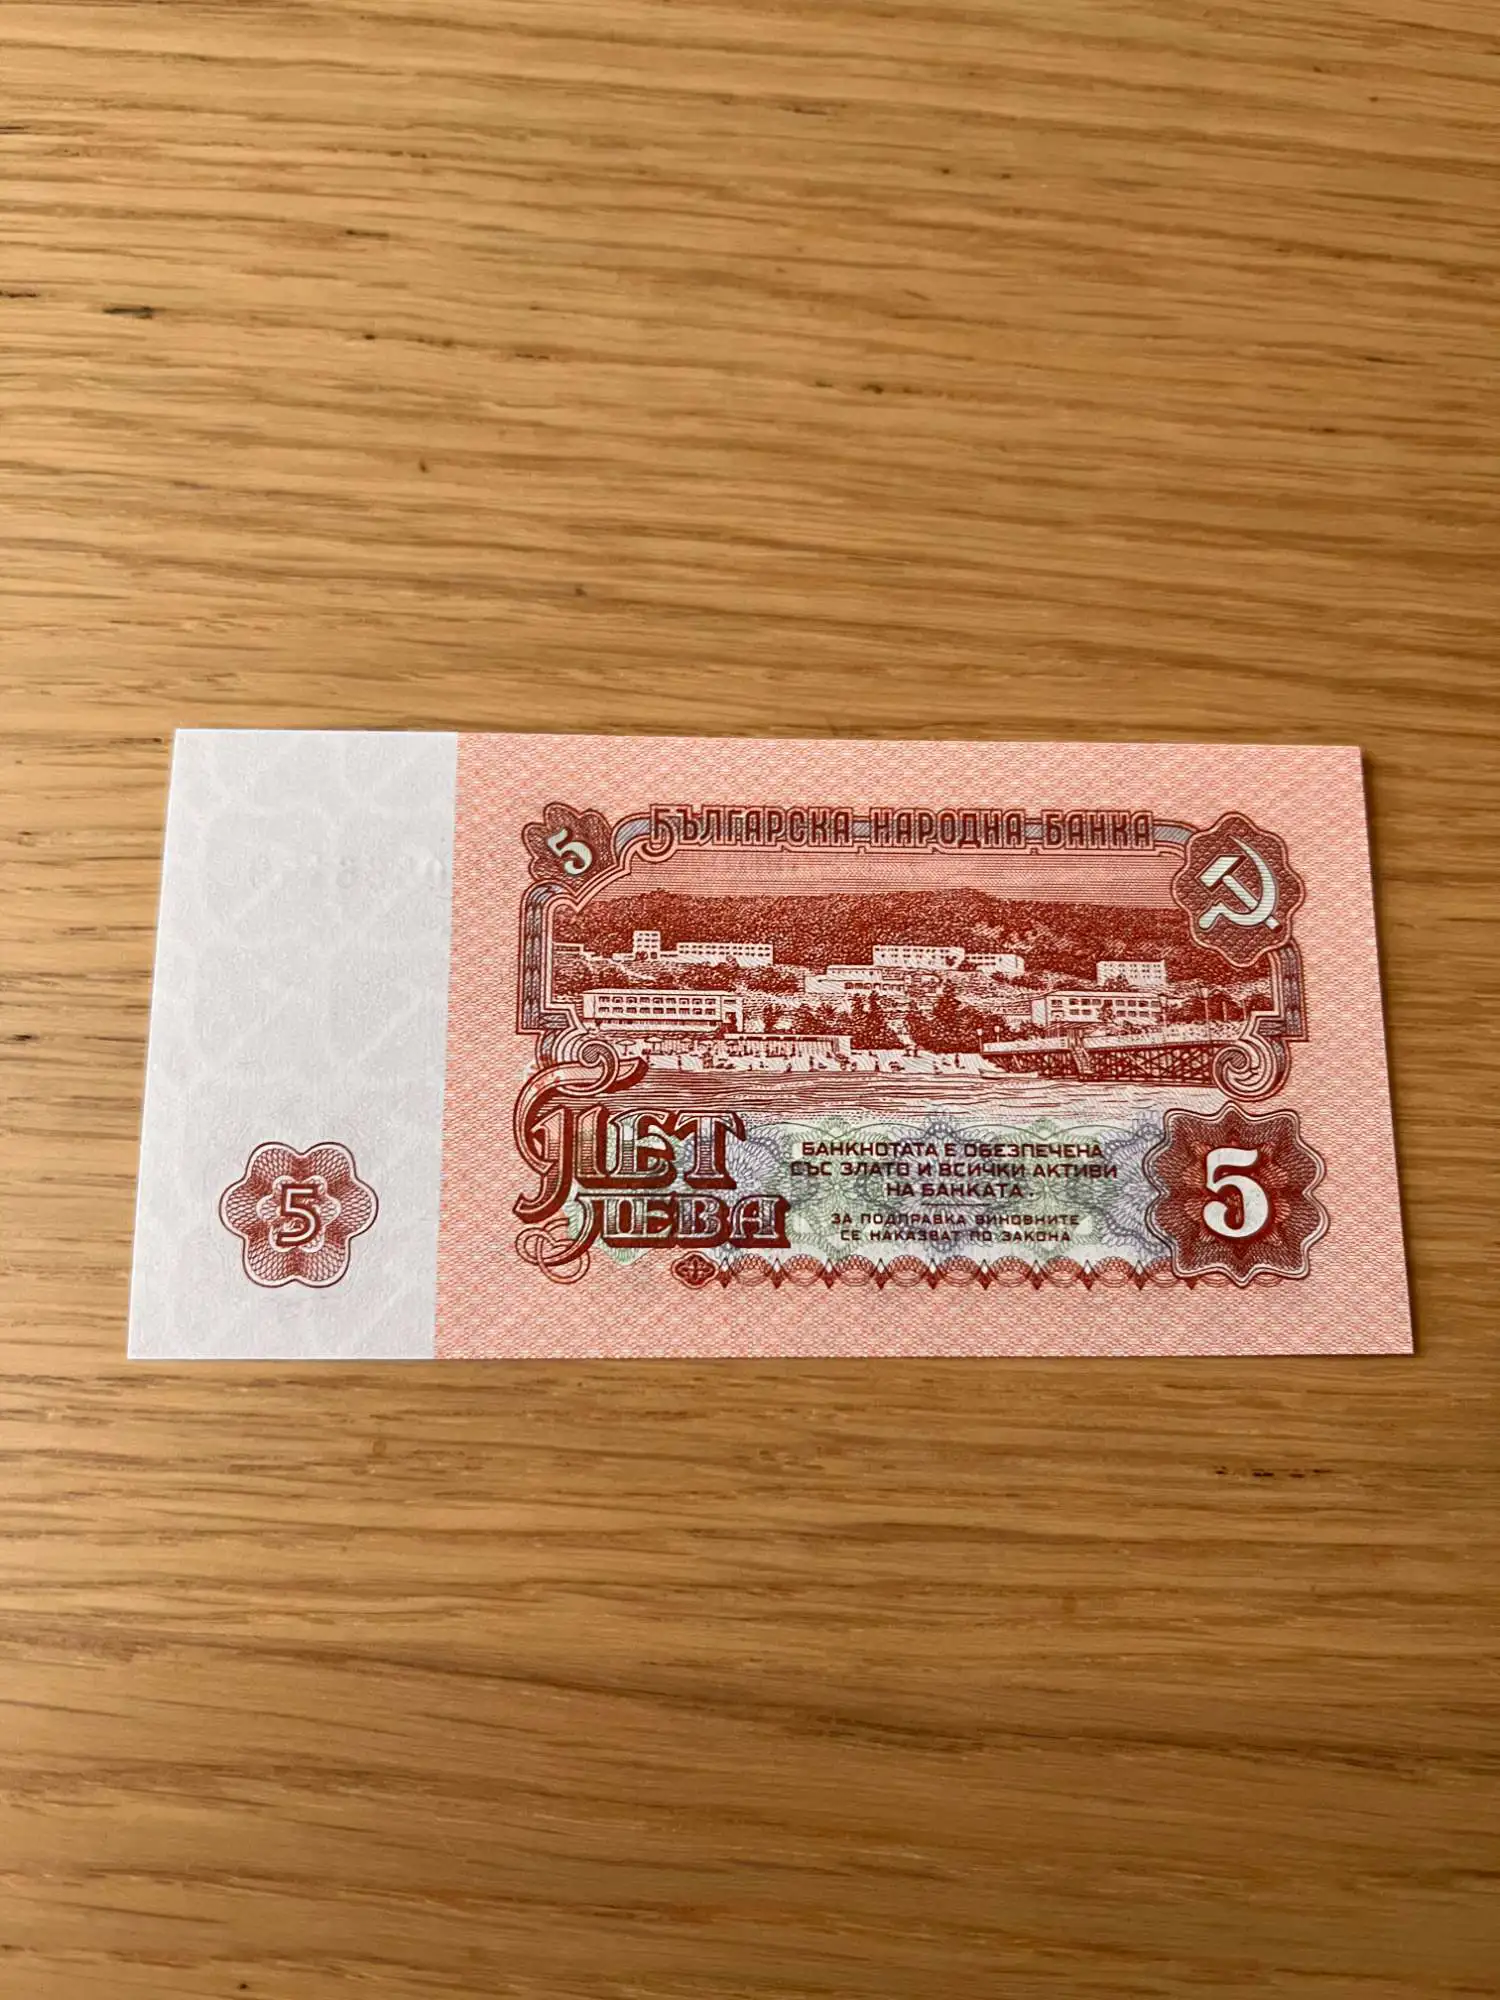 5
БЪЛГАРСКА НАРОДНА БАНКА
ПЕТ
ЛЕВА
БАНКНОТАТА Е ОБЕЗПЕЧЕНА
СЪС ЗЛАТО И ВСИЧКИ АКТИВИ
НА БАНКАТА.
ЗА ПОДПРАВКА ВИНОВНИТЕ
СЕ НАКАЗВАТ ПО ЗАКОНА
5
5